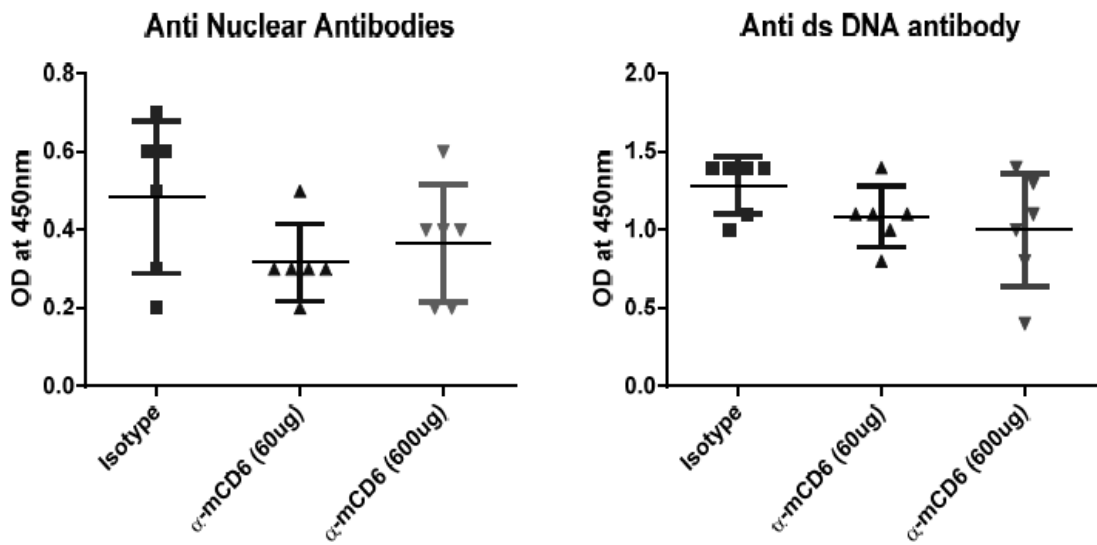 Anti Nuclear Antibodies
OD at 450nm
0.8
0.6
0.4
0.2
0.0
Isotype
α-mCD6 (60ug)
α-mCD6 (600ug)
Anti ds DNA antibody
OD at 450nm
2.0
1.5
1.0
0.5
0.0
Isotype
α-mCD6 (60ug)
α-mCD6 (600ug)